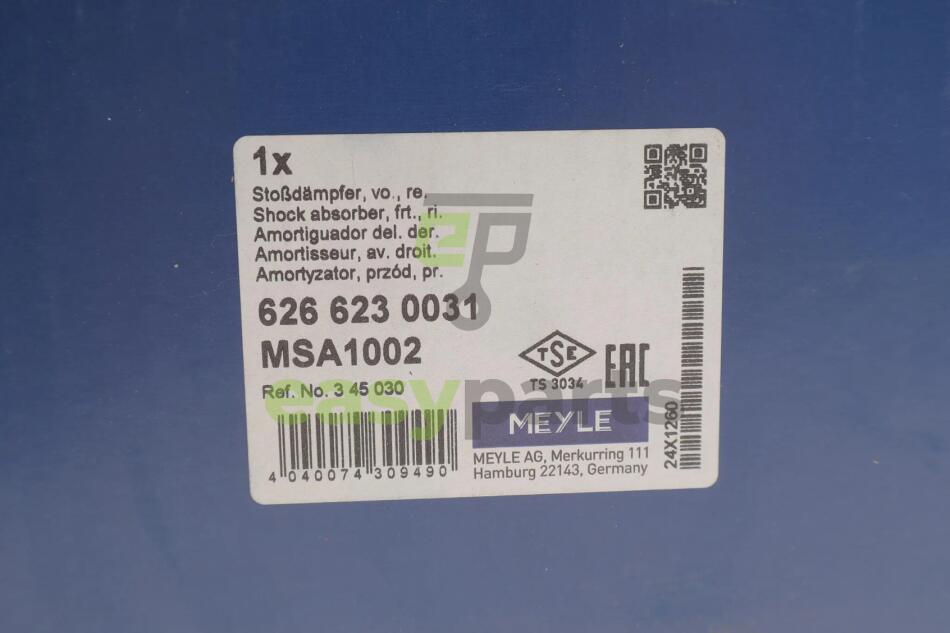 1x
Stoßdämpfer, vo., re.
Shock absorber, frt., ri.
Amortiguador del. der.
Amortisseur, av. droit.
Amortyzator, przód, pr.
626 623 0031
MSA1002
Ref. No. 3 45 030
4 040074 309490
TSE
TS 3034
EAC
MEYLE
MEYLE AG, Merkurring 111
Hamburg 22143, Germany
24X1260
ep
easyparts